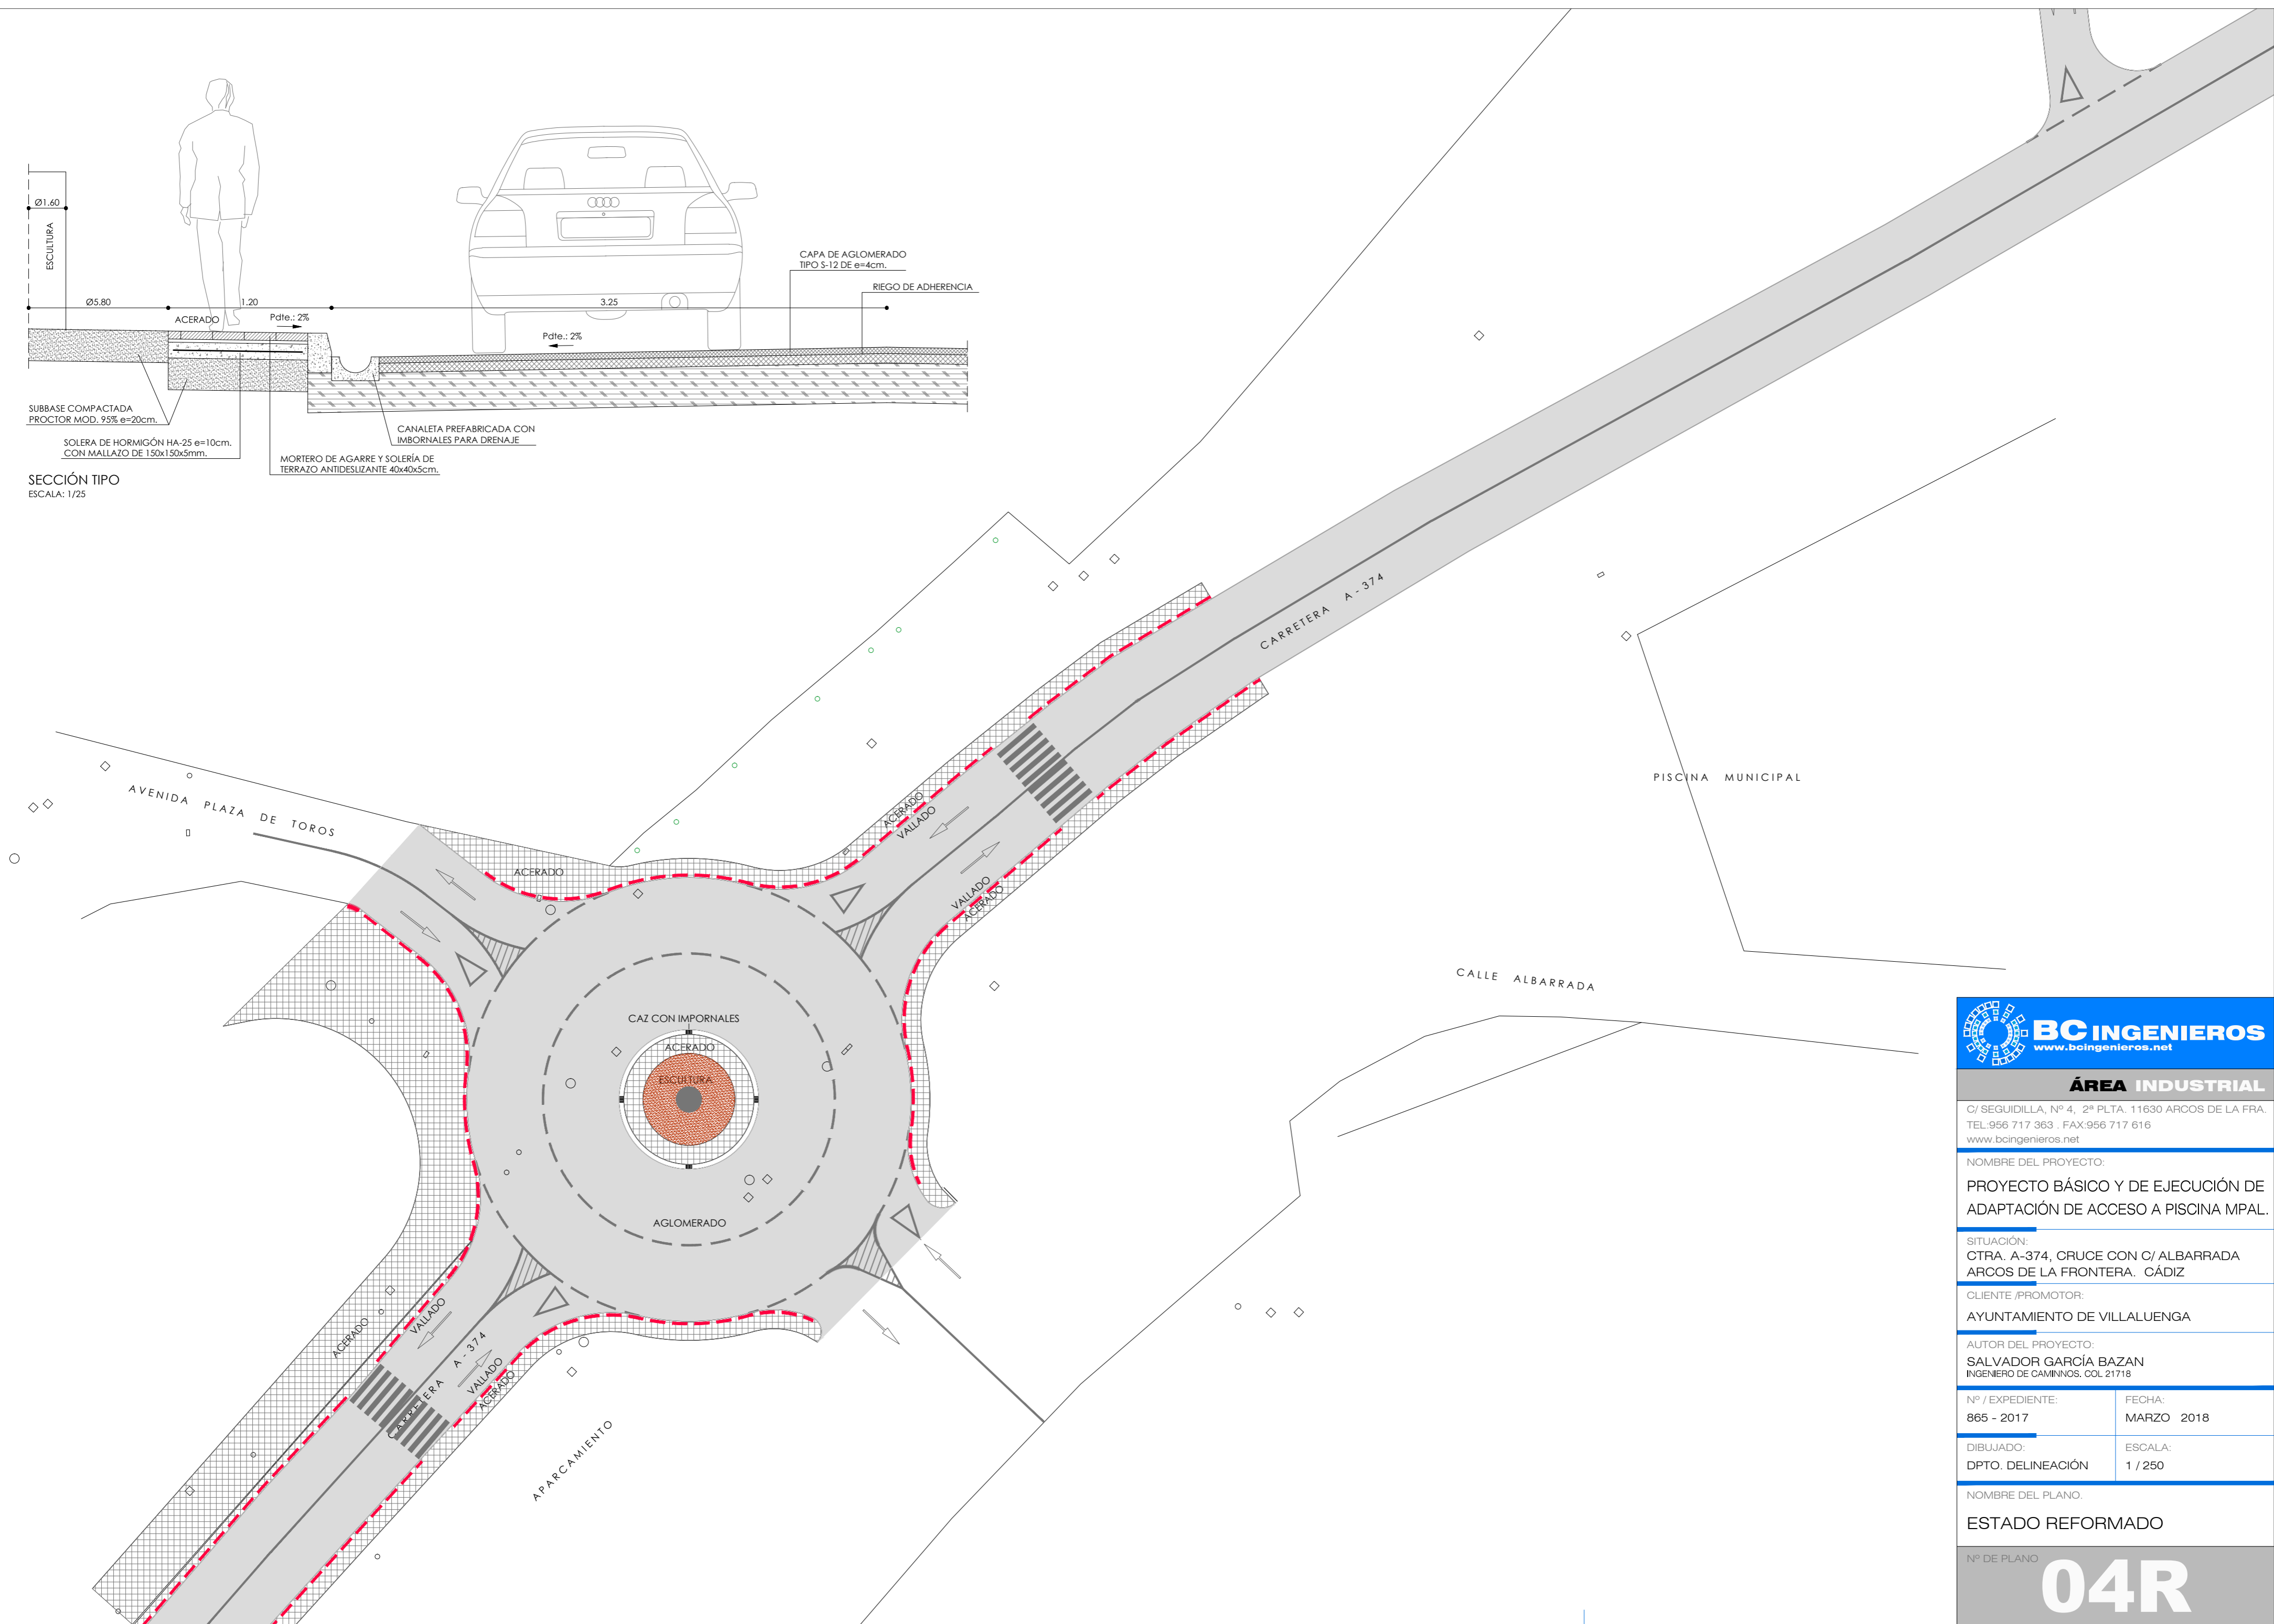 Ø1.60
ESCULTURA
Ø5.80
1.20
3.25
ACERADO
Pdte.: 2%
Pdte.: 2%
CAPA DE AGLOMERADO
TIPO S-12 DE e=4cm.
RIEGO DE ADHERENCIA
SUBBASE COMPACTADA
PROCTOR MOD. 95% e=20cm.
SOLERA DE HORMIGÓN HA-25 e=10cm.
CON MALLAZO DE 150x150x5mm.
CANALETA PREFABRICADA CON
IMBORNALES PARA DRENAJE
MORTERO DE AGARRE Y SOLERÍA DE
TERRAZO ANTIDESLIZANTE 40x40x5cm.
SECCIÓN TIPO
ESCALA: 1/25
CARRETERA A-374
PISCINA MUNICIPAL
AVENIDA PLAZA DE TOROS
ACERADO
VALLADO
ACERADO
VALLADO
ACERADO
CALLE ALBARRADA
CAZ CON IMPORNALES
ACERADO
ESCULTURA
AGLOMERADO
VALLADO
ACERADO
CARRETERA A-374
VALLADO
ACERADO
APARCAMIENTO
BC INGENIEROS
www.bcingenieros.net
ÁREA INDUSTRIAL
C/ SEGUIDILLA, Nº 4, 2ª PLTA. 11630 ARCOS DE LA FRA.
TEL:956 717 363 . FAX:956 717 616
www.bcingenieros.net
NOMBRE DEL PROYECTO:
PROYECTO BÁSICO Y DE EJECUCIÓN DE
ADAPTACIÓN DE ACCESO A PISCINA MPAL.
SITUACIÓN:
CTRA. A-374, CRUCE CON C/ ALBARRADA
ARCOS DE LA FRONTERA. CÁDIZ
CLIENTE /PROMOTOR:
AYUNTAMIENTO DE VILLALUENGA
AUTOR DEL PROYECTO:
SALVADOR GARCÍA BAZAN
INGENIERO DE CAMINNOS. COL 21718
Nº / EXPEDIENTE:
865 - 2017
FECHA:
MARZO 2018
DIBUJADO:
DPTO. DELINEACIÓN
ESCALA:
1 / 250
NOMBRE DEL PLANO.
ESTADO REFORMADO
Nº DE PLANO
04R